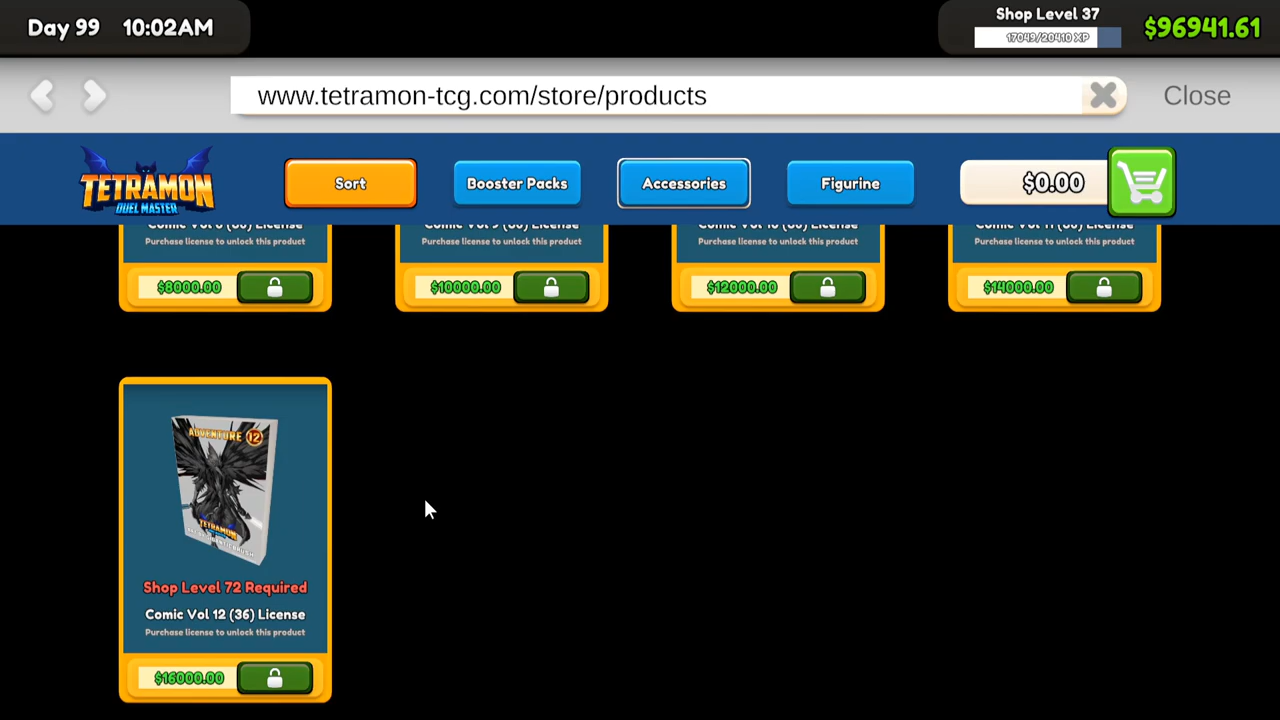 Day 99 10:02AM
Shop Level 37
17049/20410 XP
$96941.61
www.tetramon-tcg.com/store/products
Close
TETRAMON
DUEL MASTER
Sort
Booster Packs
Accessories
Figurine
$0.00
Purchase license to unlock this product
Purchase license to unlock this product
Purchase license to unlock this product
Purchase license to unlock this product
$8000.00
$10000.00
$12000.00
$14000.00
ADVENTURE 12
TETRAMON
Shop Level 72 Required
Comic Vol 12 (36) License
Purchase license to unlock this product
$16000.00